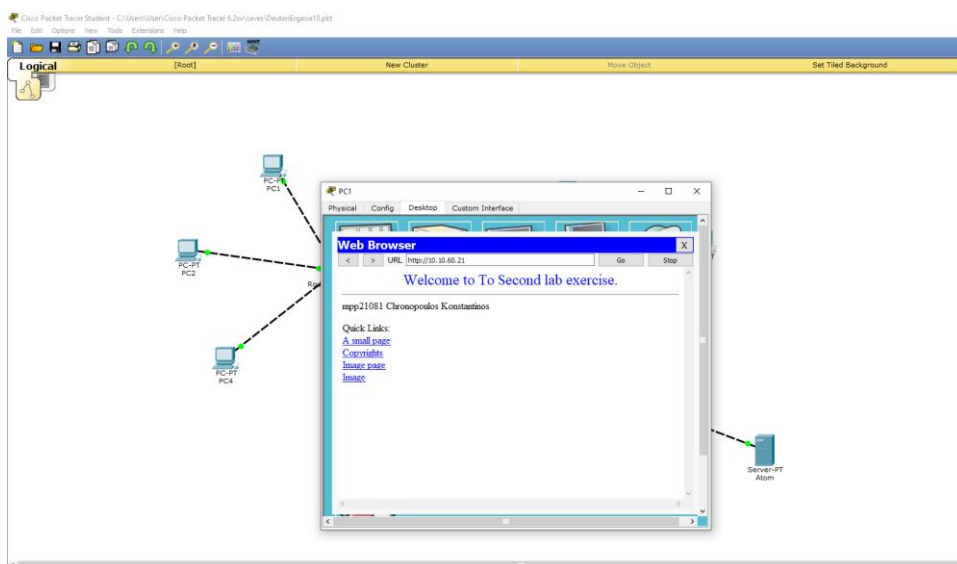 Cisco Packet Tracer Student - C:\Users\User\Cisco Packet Tracer 6.2sv\saves\DeuteriErgasia10.pkt
File Edit Options View Tools Extensions Help
Logical [Root] New Cluster Move Object Set Tiled Background
PC-PT
PC1
PC-PT
PC2
PC-PT
PC4
PC1
Physical Config Desktop Custom Interface
Web Browser X
< > URL http://10.10.60.21 Go Stop
Welcome to To Second lab exercise.
mpp21081 Chronopoulos Konstantinos
Quick Links:
A small page
Copyrights
Image page
Image
Server-PT
Atom